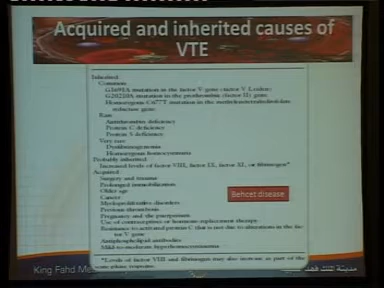 Acquired and inherited causes of
VTE
Inherited
Common
G1691A mutation in the factor V gene (factor V Leiden)
G20210A mutation in the prothrombin (factor II) gene
Homozygous C677T mutation in the methylenetetrahydrofolate
reductase gene
Rare
Antithrombin deficiency
Protein C deficiency
Protein S deficiency
Very rare
Dysfibrinogenemia
Homozygous homocystinuria
Probably inherited
Increased levels of factor VIII, factor IX, factor XI, or fibrinogen*
Acquired
Surgery and trauma
Prolonged immobilization
Older age
Cancer
Myeloproliferative disorders
Previous thrombosis
Pregnancy and the puerperium
Use of contraceptives or hormone-replacement therapy
Resistance to activated protein C that is not due to alterations in the fac-
tor V gene
Antiphospholipid antibodies
Mild-to-moderate hyperhomocysteinemia
Behcet disease
*Levels of factor VIII and fibrinogen may also increase as part of the
acute-phase response.
King Fahd Me
مدينة الملك فهد